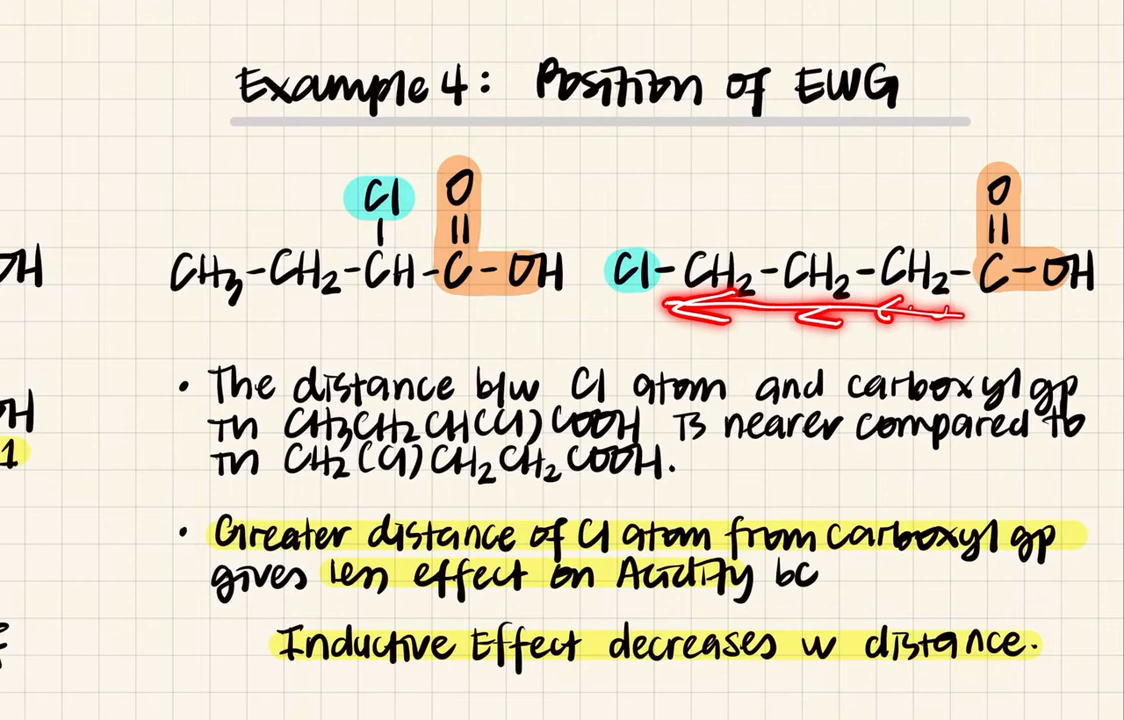 Example 4: Position of EWG
Cl O O
|| ||
OH CH3-CH2-CH-C-OH Cl-CH2-CH2-CH2-C-OH
• The distance b/w Cl atom and carboxyl gp
in CH3CH2CH(Cl)COOH is nearer compared to
in CH2(Cl)CH2CH2COOH.
• Greater distance of Cl atom from carboxyl gp
gives less effect on Acidity bc
Inductive Effect decreases w distance.